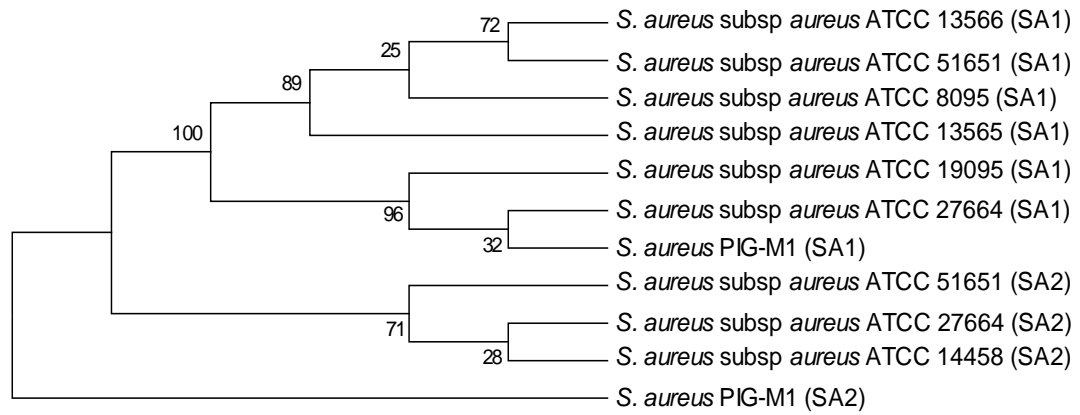 72 S. aureus subsp aureus ATCC 13566 (SA1)
25 S. aureus subsp aureus ATCC 51651 (SA1)
89 S. aureus subsp aureus ATCC 8095 (SA1)
100 S. aureus subsp aureus ATCC 13565 (SA1)
S. aureus subsp aureus ATCC 19095 (SA1)
96 S. aureus subsp aureus ATCC 27664 (SA1)
32 S. aureus PIG-M1 (SA1)
S. aureus subsp aureus ATCC 51651 (SA2)
71 S. aureus subsp aureus ATCC 27664 (SA2)
28 S. aureus subsp aureus ATCC 14458 (SA2)
S. aureus PIG-M1 (SA2)